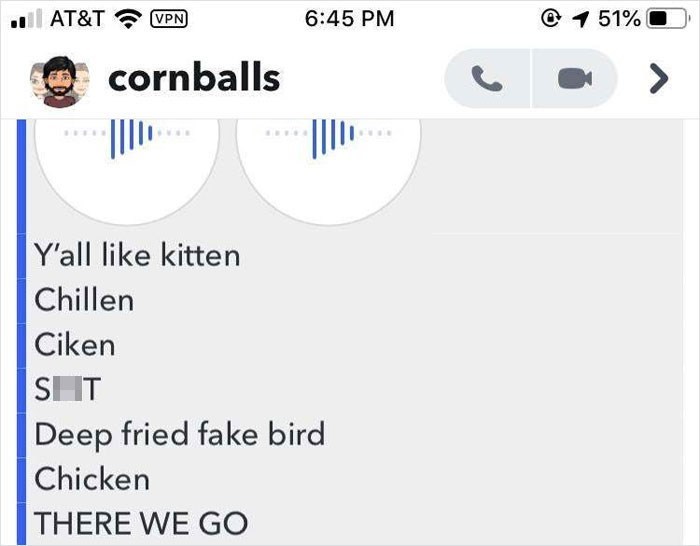 AT&T VPN 6:45 PM 51%
cornballs
Y'all like kitten
Chillen
Ciken
S T
Deep fried fake bird
Chicken
THERE WE GO